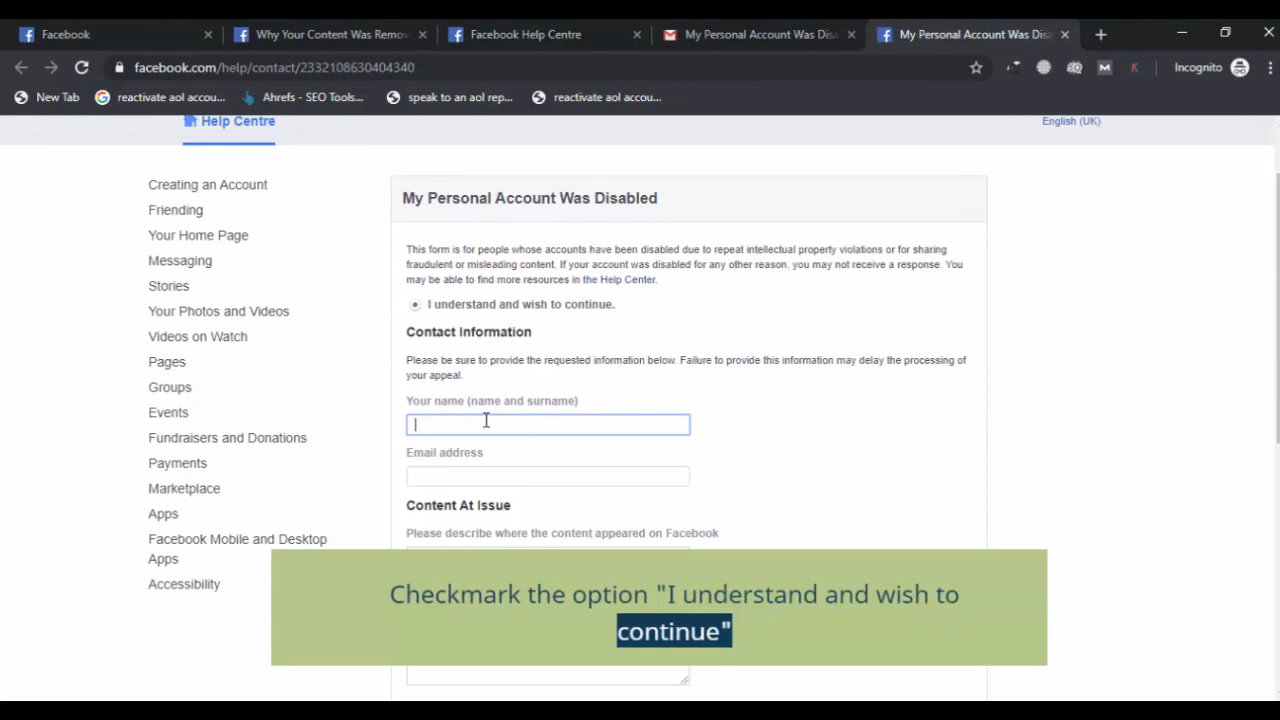 Facebook
Why Your Content Was Remov
Facebook Help Centre
My Personal Account Was Disa
My Personal Account Was Disa
facebook.com/help/contact/2332108630404340
Incognito
New Tab
reactivate aol accou...
Ahrefs - SEO Tools...
speak to an aol rep...
reactivate aol accou...
Help Centre
English (UK)
Creating an Account
Friending
Your Home Page
Messaging
Stories
Your Photos and Videos
Videos on Watch
Pages
Groups
Events
Fundraisers and Donations
Payments
Marketplace
Apps
Facebook Mobile and Desktop
Apps
Accessibility
My Personal Account Was Disabled
This form is for people whose accounts have been disabled due to repeat intellectual property violations or for sharing
fraudulent or misleading content. If your account was disabled for any other reason, you may not receive a response. You
may be able to find more resources in the Help Center.
I understand and wish to continue.
Contact Information
Please be sure to provide the requested information below. Failure to provide this information may delay the processing of
your appeal.
Your name (name and surname)
Email address
Content At Issue
Please describe where the content appeared on Facebook
Checkmark the option "I understand and wish to
continue"